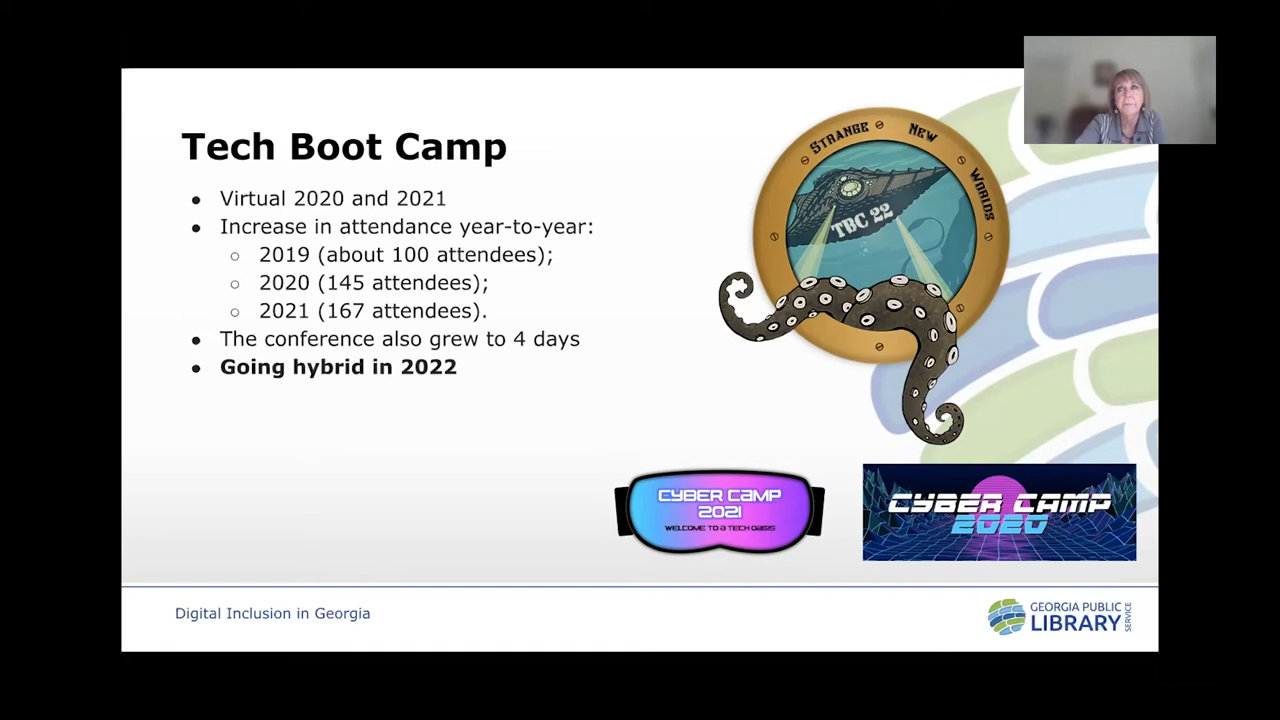 Tech Boot Camp
● Virtual 2020 and 2021
● Increase in attendance year-to-year:
○ 2019 (about 100 attendees);
○ 2020 (145 attendees);
○ 2021 (167 attendees).
● The conference also grew to 4 days
● Going hybrid in 2022
STRANGE NEW WORLDS
TBC 22
CYBER CAMP
2021
WELCOME TO A TECH OASIS
CYBER CAMP
2020
Digital Inclusion in Georgia
GEORGIA PUBLIC
LIBRARY
SERVICE